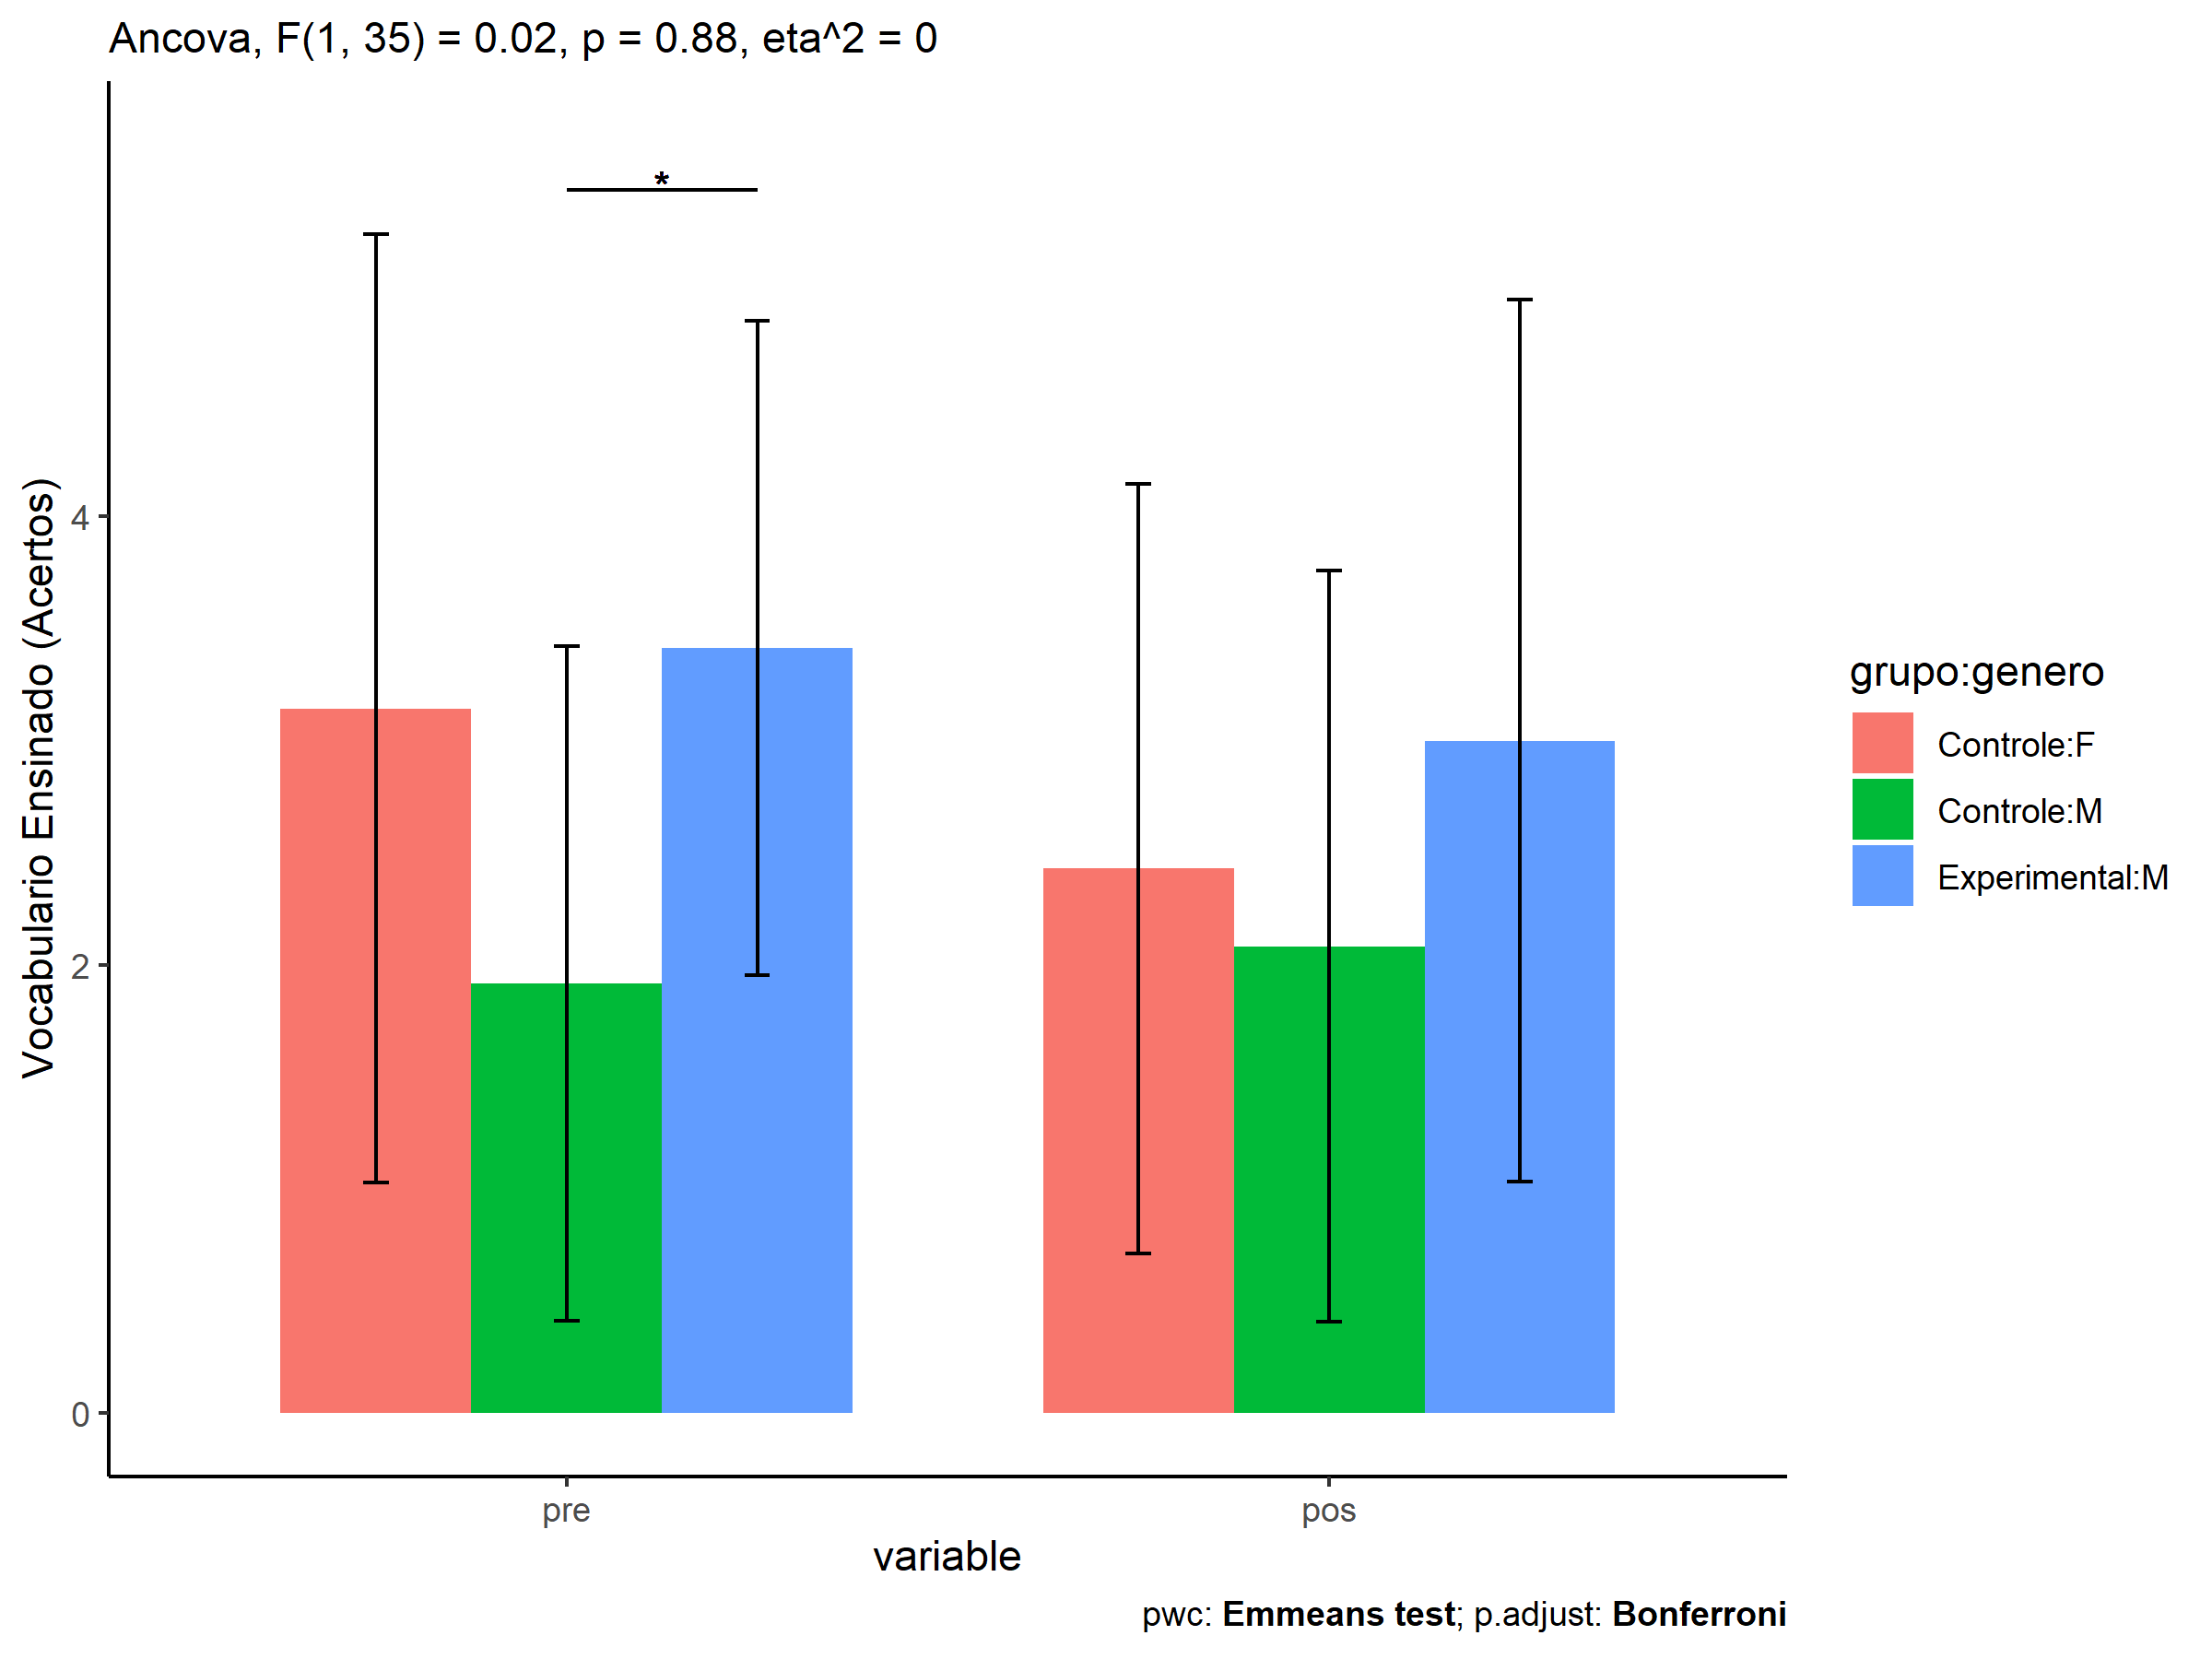 Ancova, F(1, 35) = 0.02, p = 0.88, eta^2 = 0
*
Vocabulario Ensinado (Acertos)
4
2
0
pre
pos
variable
grupo:genero
Controle:F
Controle:M
Experimental:M
pwc: Emmeans test; p.adjust: Bonferroni